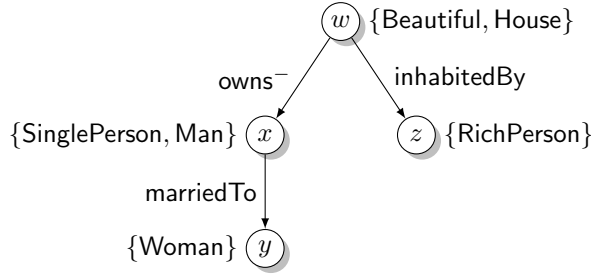 w {Beautiful, House}
owns⁻ inhabitedBy
{SinglePerson, Man} x z {RichPerson}
marriedTo
{Woman} y